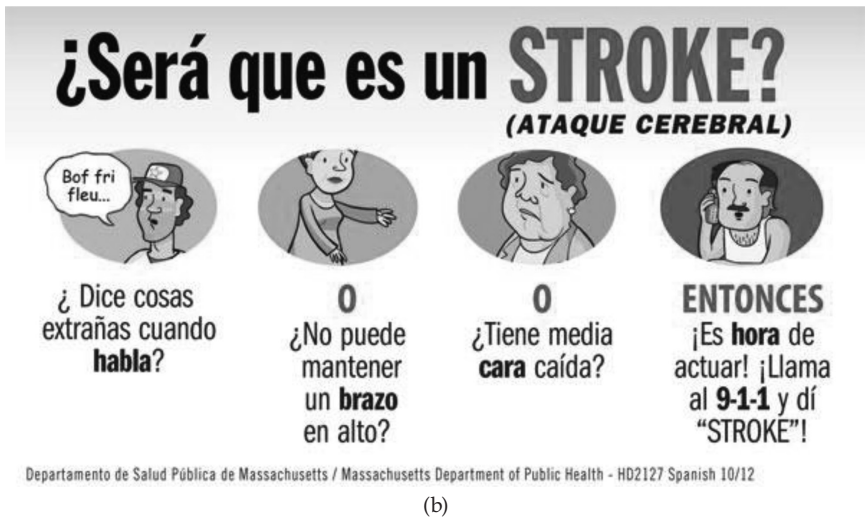 ¿Será que es un STROKE?
(ATAQUE CEREBRAL)
Bof fri
fleu...
¿ Dice cosas
extrañas cuando
habla?
O
¿No puede
mantener
un brazo
en alto?
O
¿Tiene media
cara caída?
ENTONCES
¡Es hora de
actuar! ¡Llama
al 9-1-1 y dí
“STROKE”!
Departamento de Salud Pública de Massachusetts / Massachusetts Department of Public Health - HD2127 Spanish 10/12
(b)